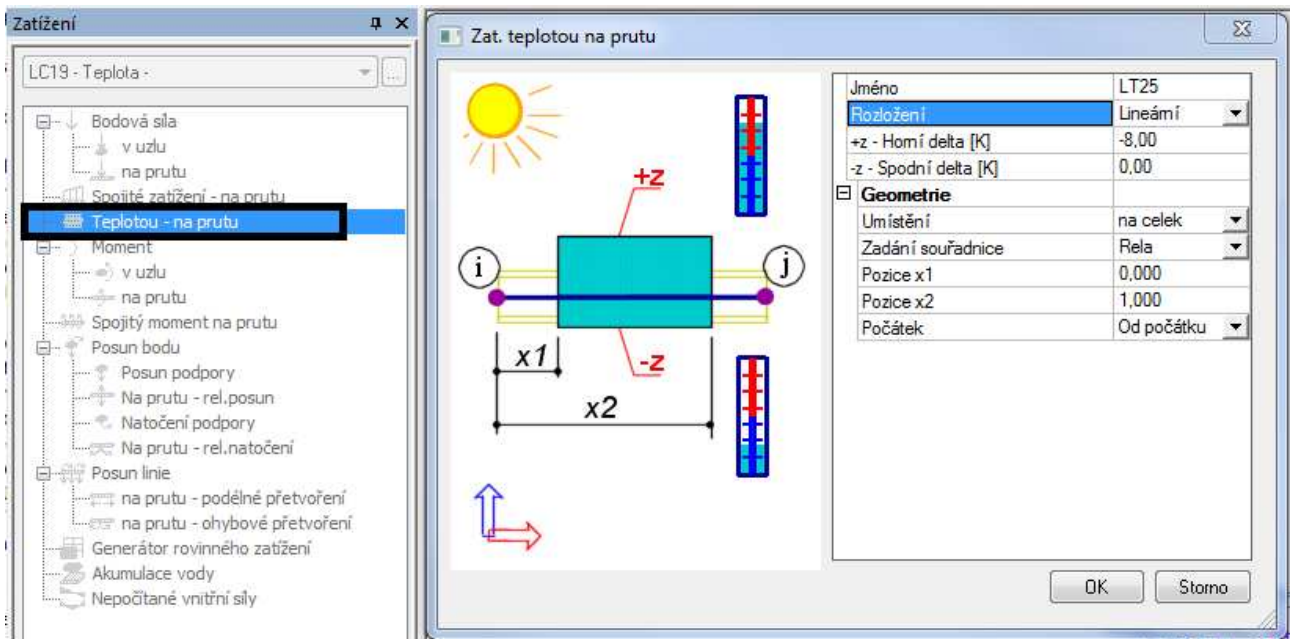 Zatížení
LC19 - Teplota -
...
Bodová síla
v uzlu
na prutu
Spojité zatížení - na prutu
Teplotou - na prutu
Moment
v uzlu
na prutu
Spojitý moment na prutu
Posun bodu
Posun podpory
Na prutu - rel.posun
Natočení podpory
Na prutu - rel.natočení
Posun linie
na prutu - podélné přetvoření
na prutu - ohybové přetvoření
Generátor rovinného zatížení
Akumulace vody
Nepočítané vnitřní síly
Zat. teplotou na prutu
+z
i
j
x1
-z
x2
Jméno LT25
Rozložení Lineární
+z - Horní delta [K] -8,00
-z - Spodní delta [K] 0,00
Geometrie
Umístění na celek
Zadání souřadnice Rela
Pozice x1 0,000
Pozice x2 1,000
Počátek Od počátku
OK Storno